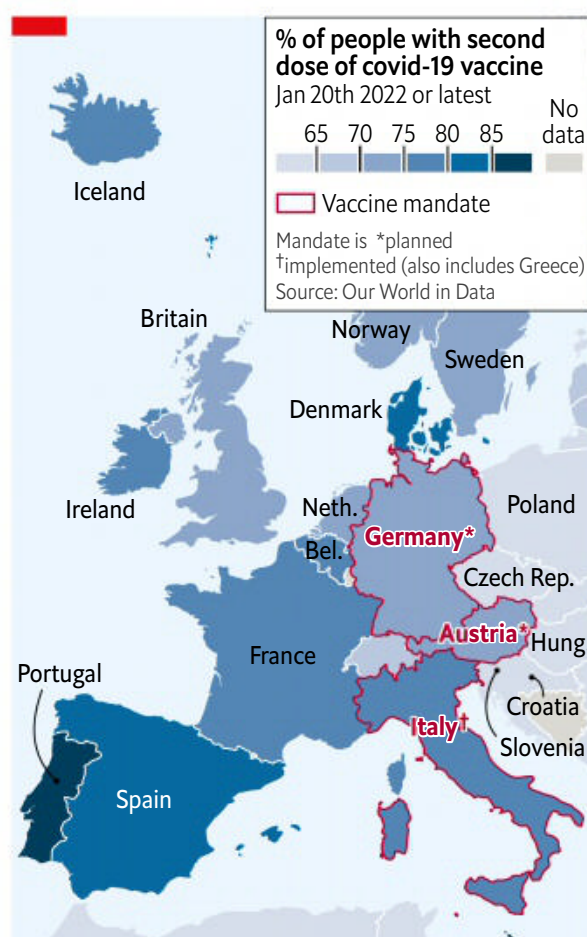 % of people with second
dose of covid-19 vaccine
Jan 20th 2022 or latest
No
data
65 70 75 80 85
Vaccine mandate
Mandate is *planned
†implemented (also includes Greece)
Source: Our World in Data
Iceland
Britain
Norway
Sweden
Denmark
Ireland
Neth.
Poland
Germany*
Bel.
Czech Rep.
Austria*
Hung
France
Portugal
Croatia
Italy†
Slovenia
Spain